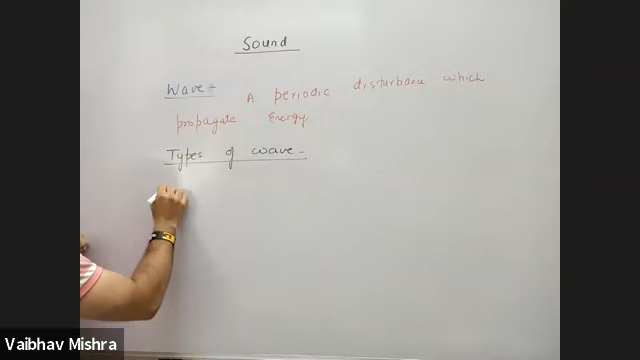 Sound
Wave :- A periodic disturbance which
propagate Energy
Types of wave -
Vaibhav Mishra